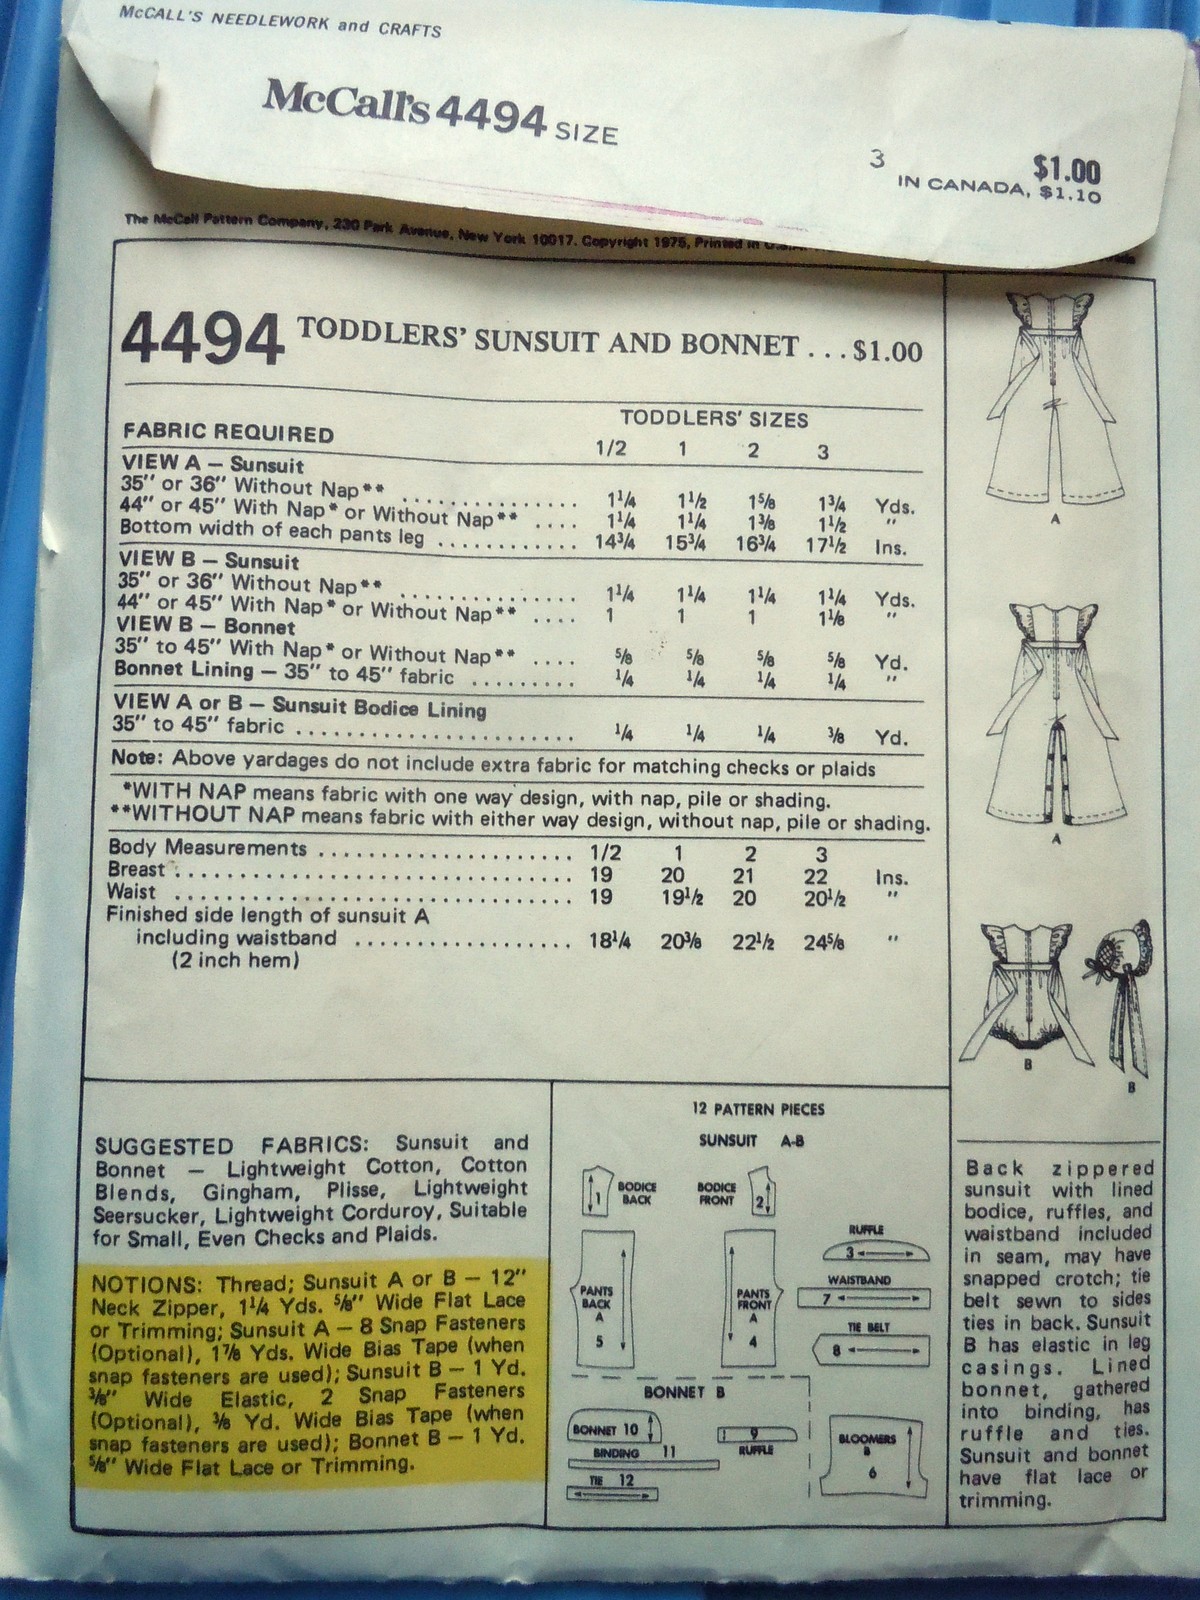 McCALL'S NEEDLEWORK and CRAFTS
McCall's 4494 SIZE
3 $1.00
IN CANADA, $1.10
The McCall Pattern Company, 230 Park Avenue, New York 10017. Copyright 1975, Printed in U.S.A.
4494 TODDLERS' SUNSUIT AND BONNET . . . $1.00
TODDLERS' SIZES
FABRIC REQUIRED 1/2 1 2 3
VIEW A — Sunsuit
35" or 36" Without Nap** .............. 1¼ 1½ 1⅝ 1¾ Yds.
44" or 45" With Nap* or Without Nap** .... 1¼ 1¼ 1⅜ 1½ "
Bottom width of each pants leg ............ 14¾ 15¾ 16¾ 17½ Ins.
VIEW B — Sunsuit
35" or 36" Without Nap** .............. 1¼ 1¼ 1¼ 1¼ Yds.
44" or 45" With Nap* or Without Nap** .... 1 1 1 1⅛ "
VIEW B — Bonnet
35" to 45" With Nap* or Without Nap** .... ⅝ ⅝ ⅝ ⅝ Yd.
Bonnet Lining — 35" to 45" fabric ......... ¼ ¼ ¼ ¼ "
VIEW A or B — Sunsuit Bodice Lining
35" to 45" fabric ........................ ¼ ¼ ¼ ⅜ Yd.
Note: Above yardages do not include extra fabric for matching checks or plaids
*WITH NAP means fabric with one way design, with nap, pile or shading.
**WITHOUT NAP means fabric with either way design, without nap, pile or shading.
Body Measurements ...................... 1/2 1 2 3
Breast .................................... 19 20 21 22 Ins.
Waist .................................... 19 19½ 20 20½ "
Finished side length of sunsuit A
including waistband ................... 18¼ 20⅜ 22½ 24⅝ "
(2 inch hem)
A
A
B
B
SUGGESTED FABRICS: Sunsuit and
Bonnet — Lightweight Cotton, Cotton
Blends, Gingham, Plisse, Lightweight
Seersucker, Lightweight Corduroy, Suitable
for Small, Even Checks and Plaids.
NOTIONS: Thread; Sunsuit A or B — 12"
Neck Zipper, 1¼ Yds. ⅝" Wide Flat Lace
or Trimming; Sunsuit A — 8 Snap Fasteners
(Optional), 1⅞ Yds. Wide Bias Tape (when
snap fasteners are used); Sunsuit B — 1 Yd.
⅜" Wide Elastic, 2 Snap Fasteners
(Optional), ⅜ Yd. Wide Bias Tape (when
snap fasteners are used); Bonnet B — 1 Yd.
⅝" Wide Flat Lace or Trimming.
12 PATTERN PIECES
SUNSUIT A-B
1 BODICE BACK
BODICE FRONT 2
RUFFLE
3
PANTS BACK A 5
PANTS FRONT A 4
WAISTBAND
7
TIE BELT
8
BONNET B
BONNET 10
9
RUFFLE
BINDING 11
TIE 12
BLOOMERS B 6
Back zippered
sunsuit with lined
bodice, ruffles, and
waistband included
in seam, may have
snapped crotch; tie
belt sewn to sides
ties in back. Sunsuit
B has elastic in leg
casings. Lined
bonnet, gathered
into binding, has
ruffle and ties.
Sunsuit and bonnet
have flat lace or
trimming.